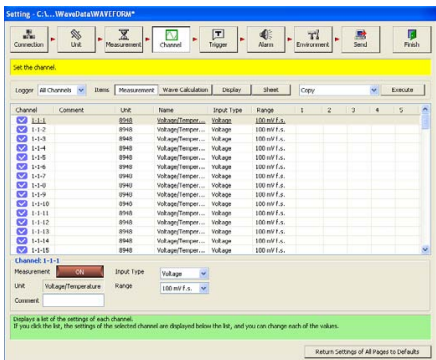 Setting - C:\...\WaveData\WAVEFORM*
Connection Unit Measurement Channel Trigger Alarm Environment Send Finish
Set the channel.
Logger All Channels Items Measurement Wave Calculation Display Sheet Copy Execute
Channel Comment Unit Name Input Type Range 1 2 3 4 5
1-1-1 8948 Voltage/Temper... Voltage 100 mV f.s.
1-1-2 8948 Voltage/Temper... Voltage 100 mV f.s.
1-1-3 8948 Voltage/Temper... Voltage 100 mV f.s.
1-1-4 8948 Voltage/Temper... Voltage 100 mV f.s.
1-1-5 8948 Voltage/Temper... Voltage 100 mV f.s.
1-1-6 8948 Voltage/Temper... Voltage 100 mV f.s.
1-1-7 8948 Voltage/Temper... Voltage 100 mV f.s.
1-1-8 8948 Voltage/Temper... Voltage 100 mV f.s.
1-1-9 8948 Voltage/Temper... Voltage 100 mV f.s.
1-1-10 8948 Voltage/Temper... Voltage 100 mV f.s.
1-1-11 8948 Voltage/Temper... Voltage 100 mV f.s.
1-1-12 8948 Voltage/Temper... Voltage 100 mV f.s.
1-1-13 8948 Voltage/Temper... Voltage 100 mV f.s.
1-1-14 8948 Voltage/Temper... Voltage 100 mV f.s.
1-1-15 8948 Voltage/Temper... Voltage 100 mV f.s.
Channel: 1-1-1
Measurement ON Input Type Voltage
Unit Voltage/Temperature Range 100 mV f.s.
Comment
Displays a list of the settings of each channel.
If you click the list, the settings of the selected channel are displayed below the list, and you can change each of the values.
Return Settings of All Pages to Defaults